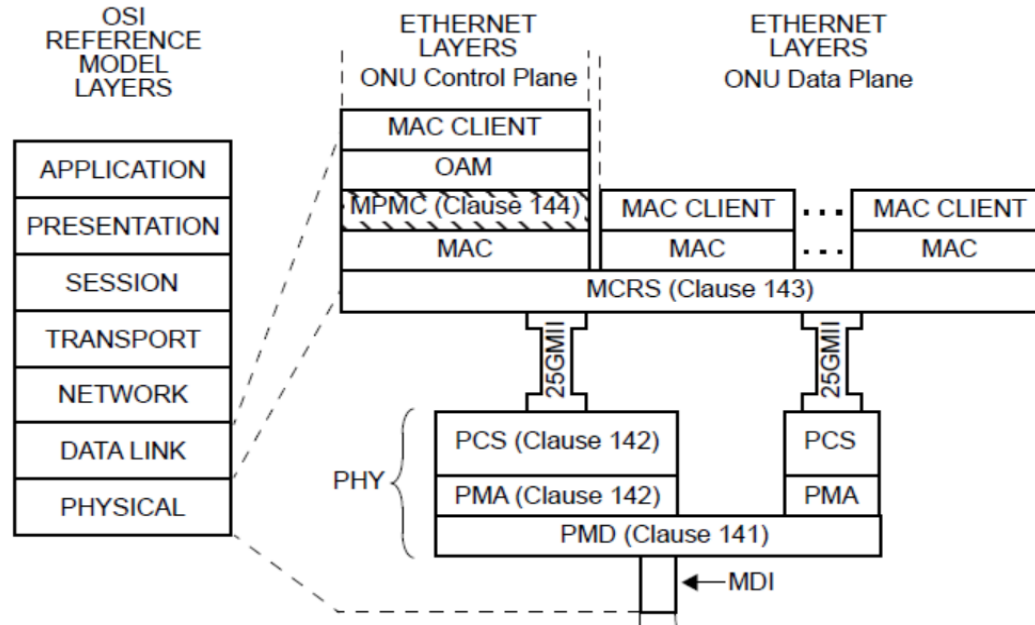 OSI
REFERENCE
MODEL
LAYERS
ETHERNET
LAYERS
ONU Control Plane
ETHERNET
LAYERS
ONU Data Plane
APPLICATION
PRESENTATION
SESSION
TRANSPORT
NETWORK
DATA LINK
PHYSICAL
MAC CLIENT
OAM
MPMC (Clause 144)
MAC
MAC CLIENT
MAC
MAC CLIENT
MAC
MCRS (Clause 143)
25GMII
25GMII
PHY
PCS (Clause 142)
PMA (Clause 142)
PCS
PMA
PMD (Clause 141)
MDI